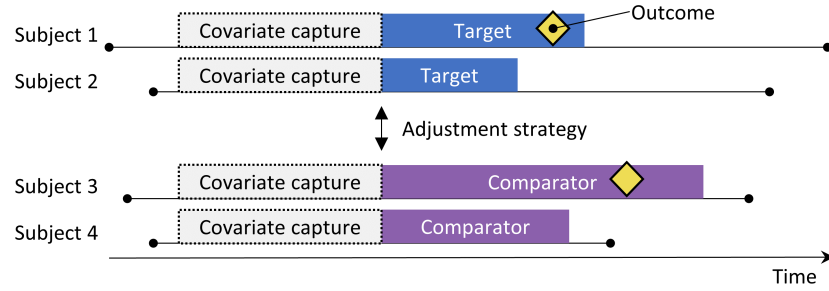 Outcome
Subject 1 Covariate capture Target
Subject 2 Covariate capture Target
Adjustment strategy
Subject 3 Covariate capture Comparator
Subject 4 Covariate capture Comparator
Time